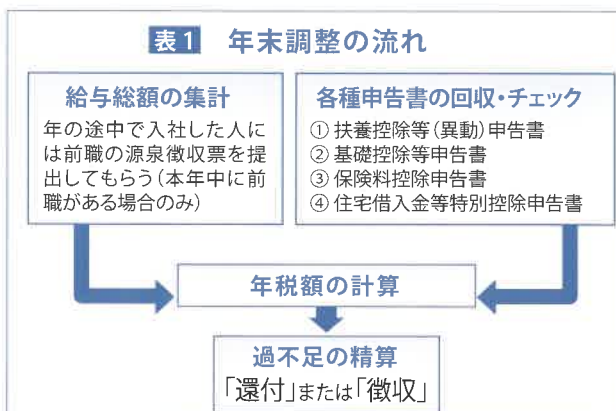 表1 年末調整の流れ
給与総額の集計
年の途中で入社した人に
は前職の源泉徴収票を提
出してもらう(本年中に前
職がある場合のみ)
各種申告書の回収・チェック
① 扶養控除等(異動)申告書
② 基礎控除等申告書
③ 保険料控除申告書
④ 住宅借入金等特別控除申告書
年税額の計算
過不足の精算
「還付」または「徴収」